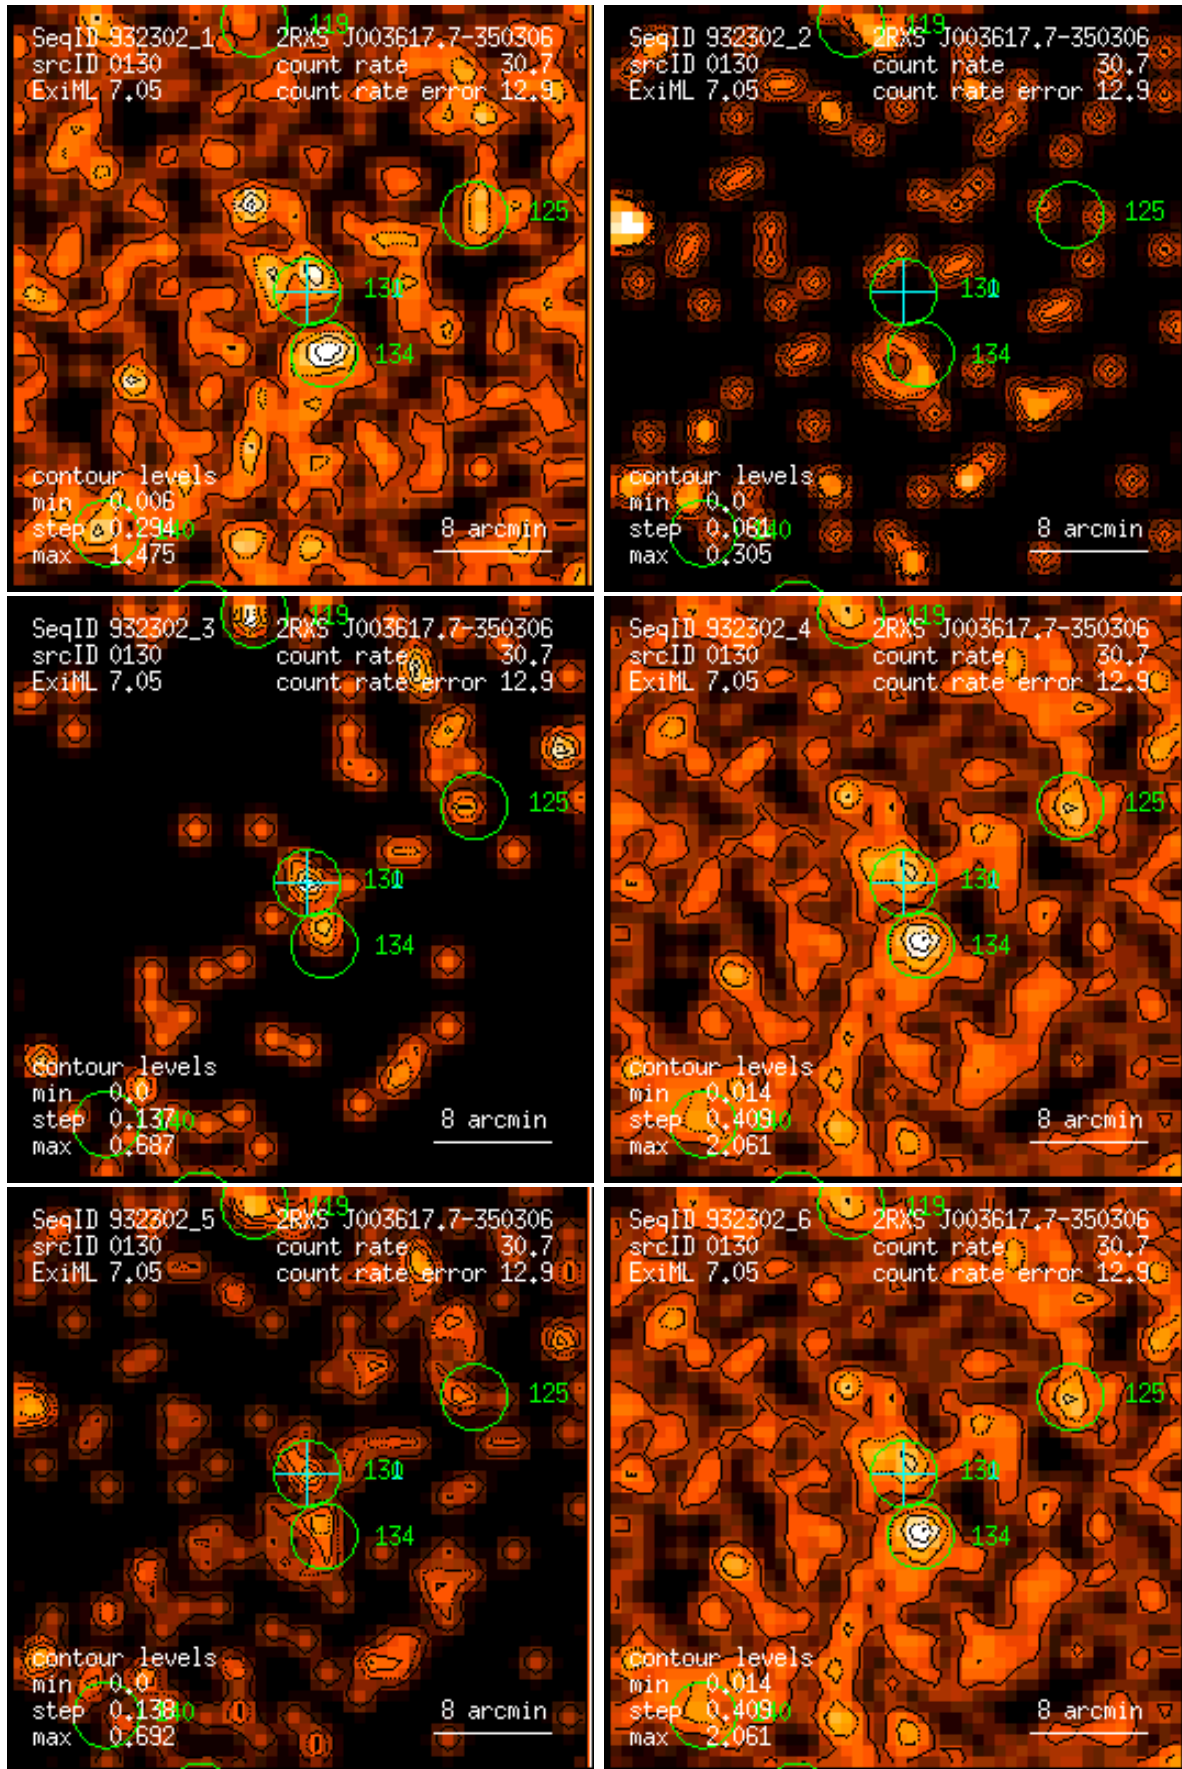 119
SeqID 932302_1 2RXS J003617.7-350306
srcID 0130 count rate 30.7
ExiML 7.05 count rate error 12.9
125
134
contour levels
min 0.006
step 0.294
max 1.475
8 arcmin
119
SeqID 932302_2 2RXS J003617.7-350306
srcID 0130 count rate 30.7
ExiML 7.05 count rate error 12.9
125
134
contour levels
min 0.0
step 0.061
max 0.305
8 arcmin
119
SeqID 932302_3 2RXS J003617.7-350306
srcID 0130 count rate 30.7
ExiML 7.05 count rate error 12.9
125
134
contour levels
min 0.0
step 0.137
max 0.687
8 arcmin
119
SeqID 932302_4 2RXS J003617.7-350306
srcID 0130 count rate 30.7
ExiML 7.05 count rate error 12.9
125
134
contour levels
min 0.014
step 0.409
max 2.061
8 arcmin
119
SeqID 932302_5 2RXS J003617.7-350306
srcID 0130 count rate 30.7
ExiML 7.05 count rate error 12.9
125
134
contour levels
min 0.0
step 0.138
max 0.692
8 arcmin
119
SeqID 932302_6 2RXS J003617.7-350306
srcID 0130 count rate 30.7
ExiML 7.05 count rate error 12.9
125
134
contour levels
min 0.014
step 0.409
max 2.061
8 arcmin